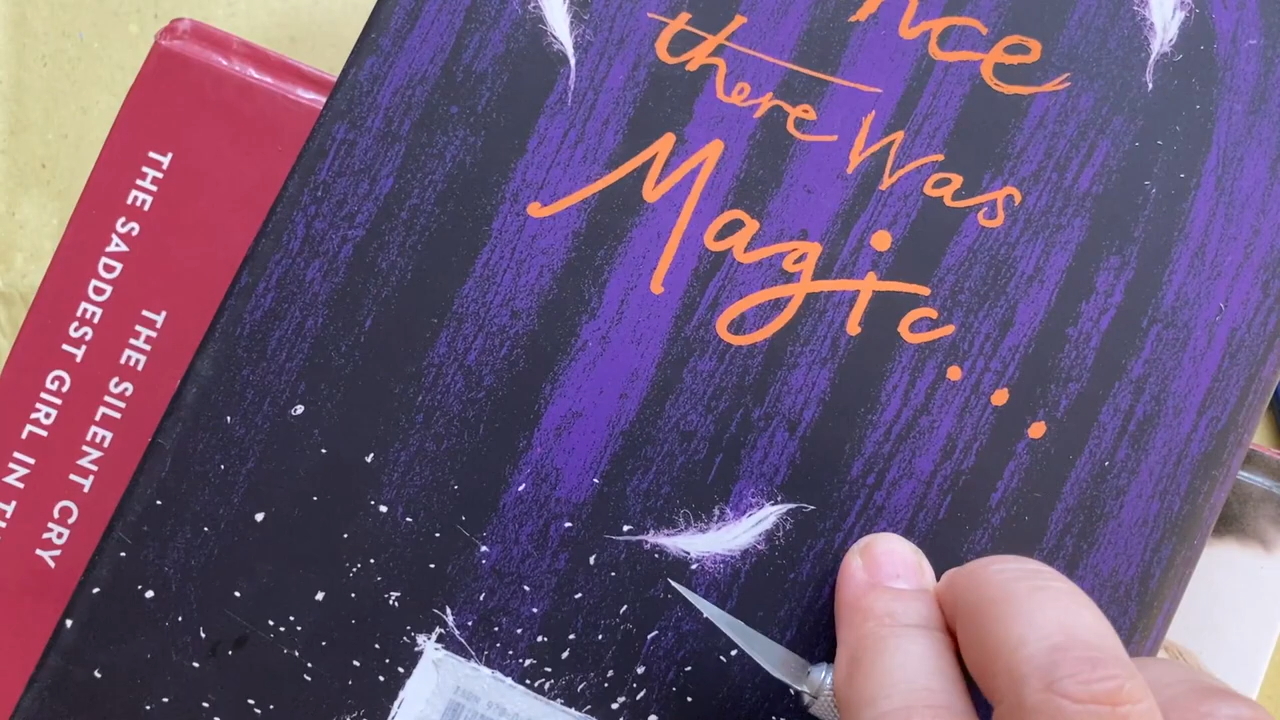 nce
there was
Magic...
THE SILENT CRY
THE SADDEST GIRL IN